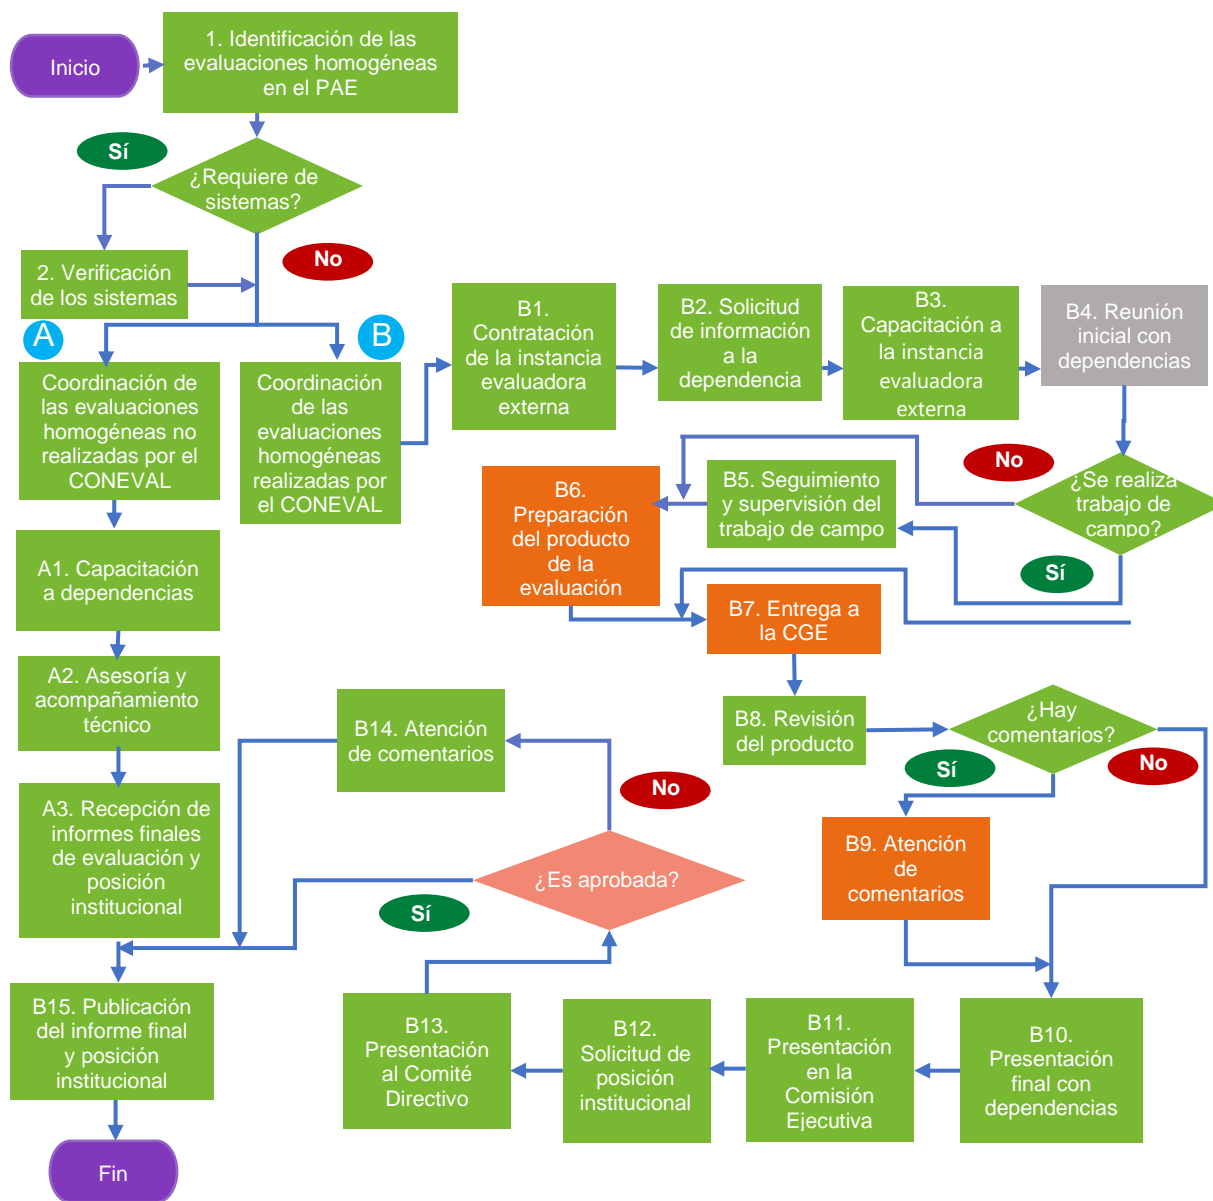 Inicio
1. Identificación de las
evaluaciones homogéneas
en el PAE
Sí
¿Requiere de
sistemas?
No
2. Verificación
de los sistemas
A
B
Coordinación de
las evaluaciones
homogéneas no
realizadas por el
CONEVAL
Coordinación
de las
evaluaciones
homogéneas
realizadas por
el CONEVAL
B1.
Contratación
de la instancia
evaluadora
externa
B2. Solicitud
de información
a la
dependencia
B3.
Capacitación a
la instancia
evaluadora
externa
B4. Reunión
inicial con
dependencias
No
¿Se realiza
trabajo de
campo?
Sí
B5. Seguimiento
y supervisión del
trabajo de campo
B6.
Preparación
del producto
de la
evaluación
B7. Entrega a
la CGE
A1. Capacitación
a dependencias
A2. Asesoría y
acompañamiento
técnico
A3. Recepción de
informes finales
de evaluación y
posición
institucional
B14. Atención
de comentarios
B8. Revisión
del producto
¿Hay
comentarios?
Sí
No
No
B9. Atención
de
comentarios
¿Es aprobada?
Sí
B15. Publicación
del informe final
y posición
institucional
B13.
Presentación
al Comité
Directivo
B12.
Solicitud de
posición
institucional
B11.
Presentación
en la
Comisión
Ejecutiva
B10.
Presentación
final con
dependencias
Fin